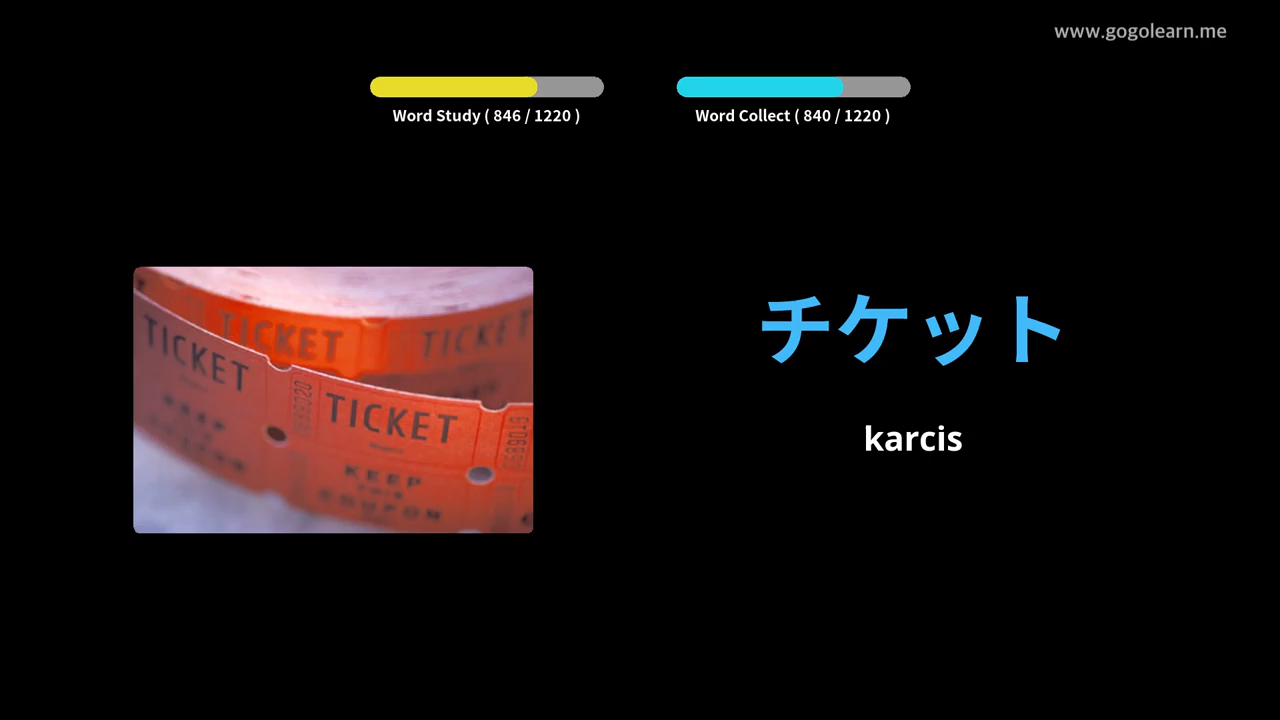 www.gogolearn.me
Word Study ( 846 / 1220 )
Word Collect ( 840 / 1220 )
TICKET
TICKET
TICKET
TICKET
KEEP
COUPON
チケット
karcis